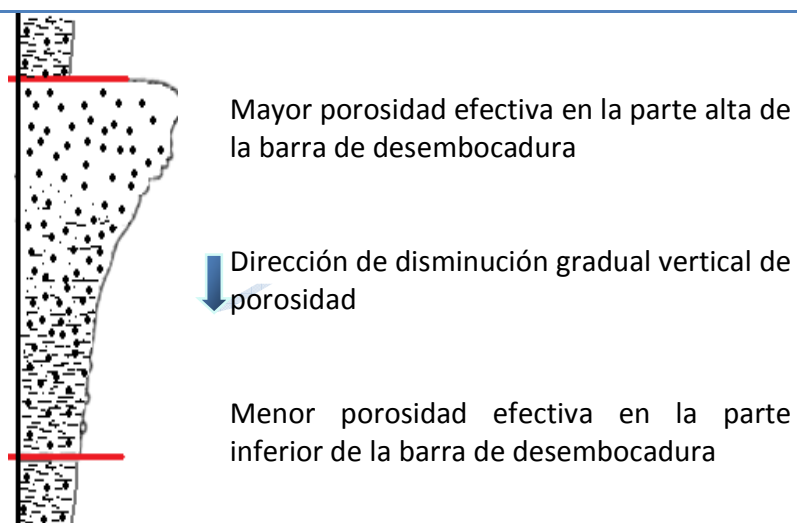 Mayor porosidad efectiva en la parte alta de
la barra de desembocadura
Dirección de disminución gradual vertical de
porosidad
Menor porosidad efectiva en la parte
inferior de la barra de desembocadura